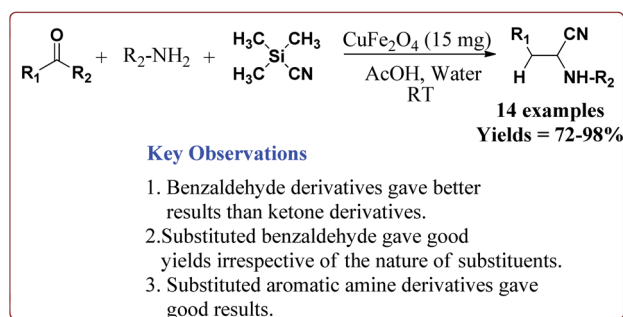 O
R₁ R₂ + R₂-NH₂ + H₃C CH₃ Si H₃C CN
CuFe₂O₄ (15 mg)
AcOH, Water
RT
R₁ CN
H NH-R₂
14 examples
Yields = 72-98%
Key Observations
1. Benzaldehyde derivatives gave better
results than ketone derivatives.
2.Substituted benzaldehyde gave good
yields irrespective of the nature of substituents.
3. Substituted aromatic amine derivatives gave
good results.